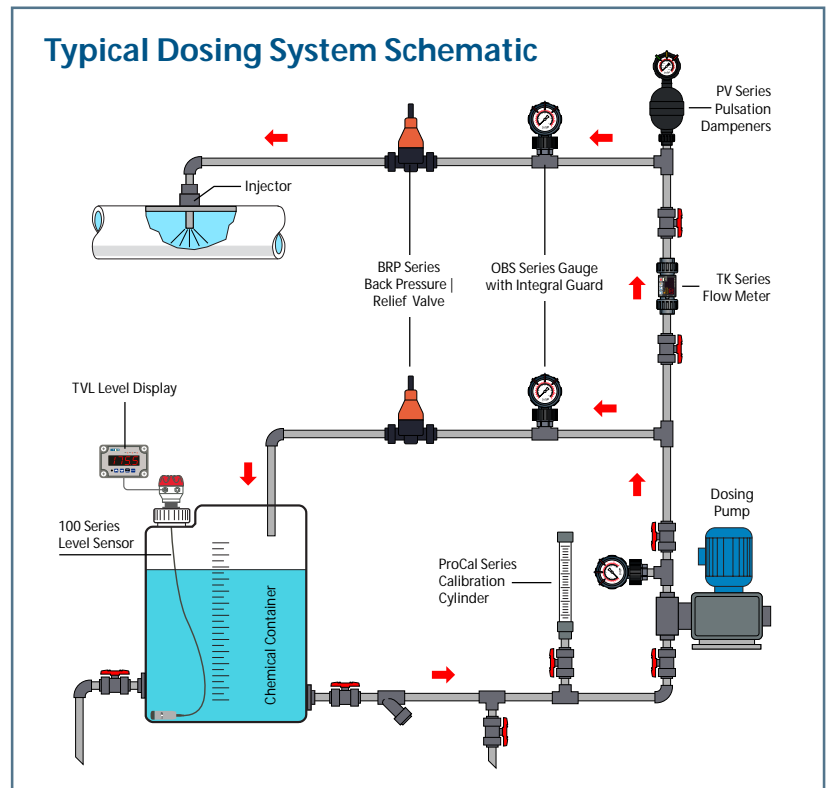 Typical Dosing System Schematic
PV Series
Pulsation
Dampeners
Injector
BRP Series
Back Pressure |
Relief Valve
OBS Series Gauge
with Integral Guard
TK Series
Flow Meter
TVL Level Display
1755
100 Series
Level Sensor
Chemical Container
ProCal Series
Calibration
Cylinder
Dosing
Pump